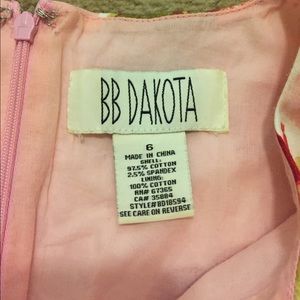 BB DAKOTA
6
MADE IN CHINA
SHELL:
97.5% COTTON
2.5% SPANDEX
LINING:
100% COTTON
RN# 67365
CA# 35884
STYLE#BD18594
SEE CARE ON REVERSE